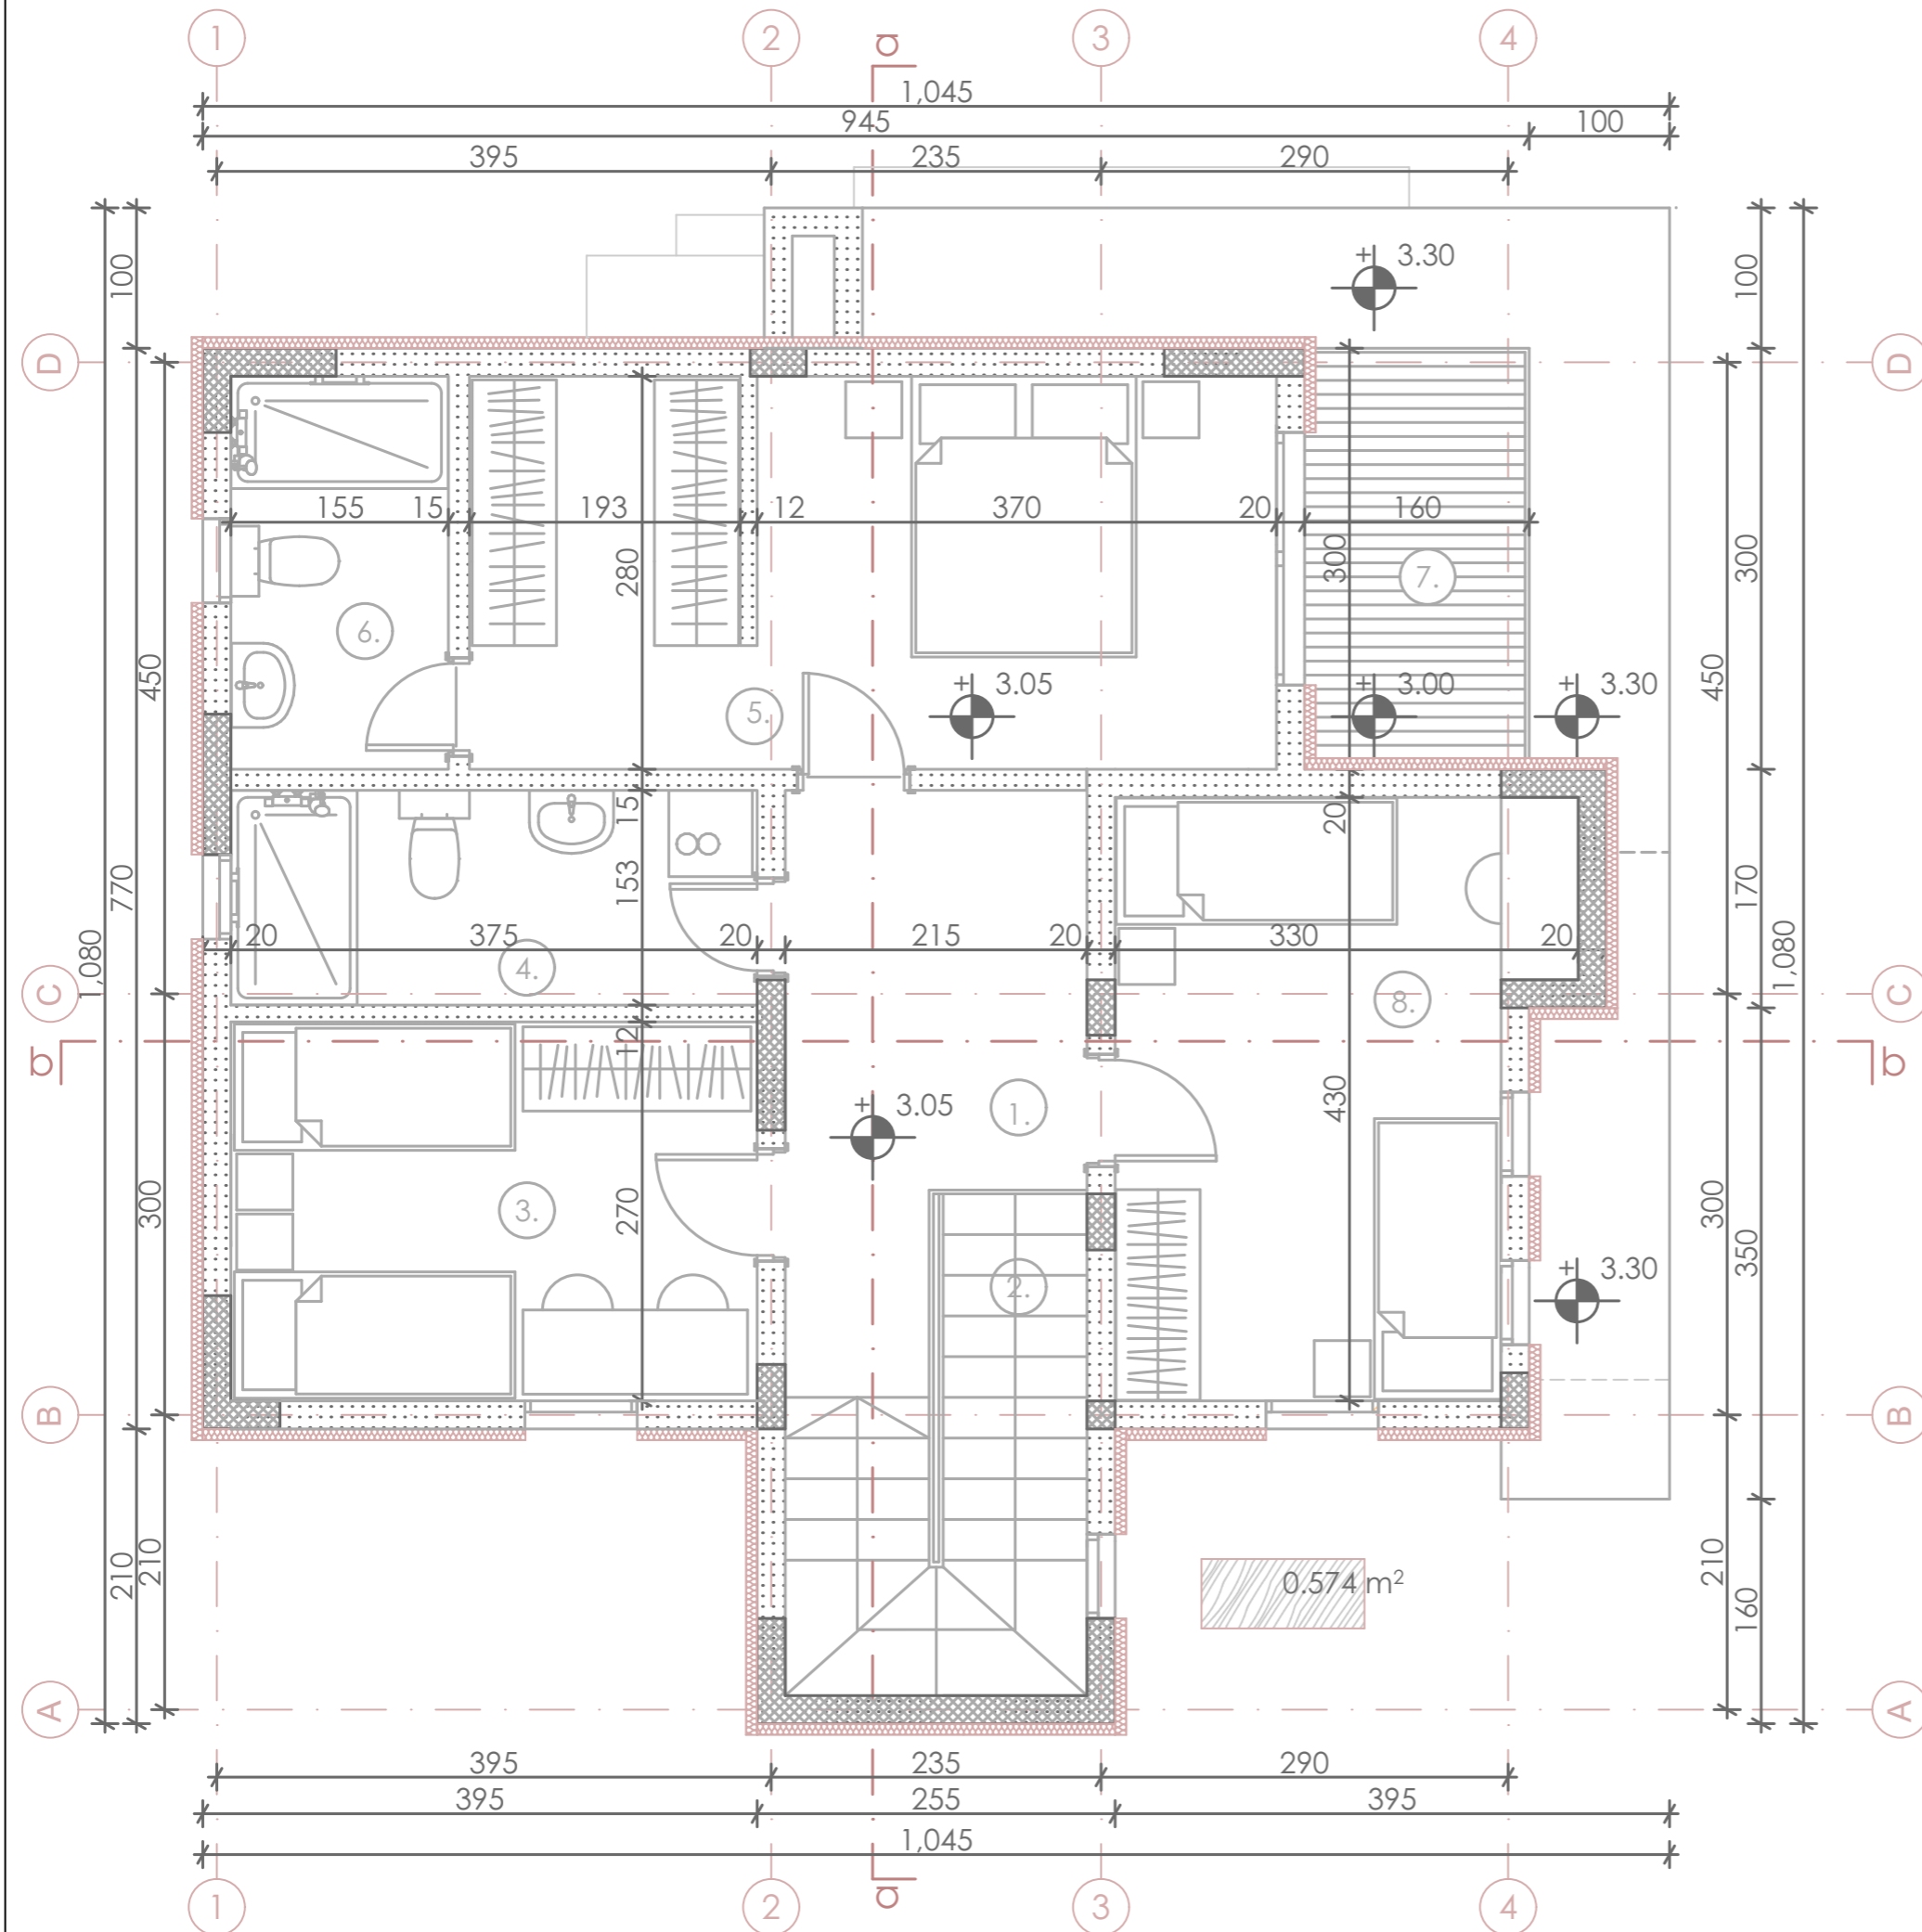 1 2 3 4
a
1,045
945 100
395 235 290
100 100
+ 3.30
D D
155 15 193 12 370 20 160
280 300 300
7.
6.
450 450
+ 3.05 + 3.00 + 3.30
5.
15 20
770 153 170
20 375 20 215 20 330 20
1,080 1,080
4.
C C
8.
12
b b
+ 3.05
1.
430
300 270 300
3.
350
2.
+ 3.30
B B
210 210 210
0.574 m²
160
A A
395 235 290
395 255 395
1,045
a
1 2 3 4